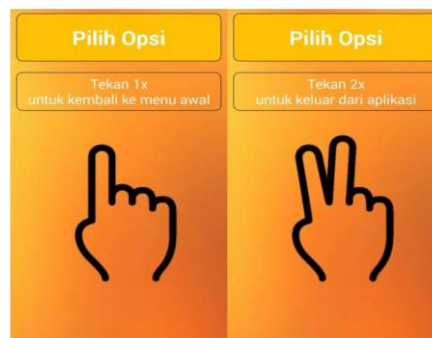 Pilih Opsi
Tekan 1x
untuk kembali ke menu awal
Pilih Opsi
Tekan 2x
untuk keluar dari aplikasi